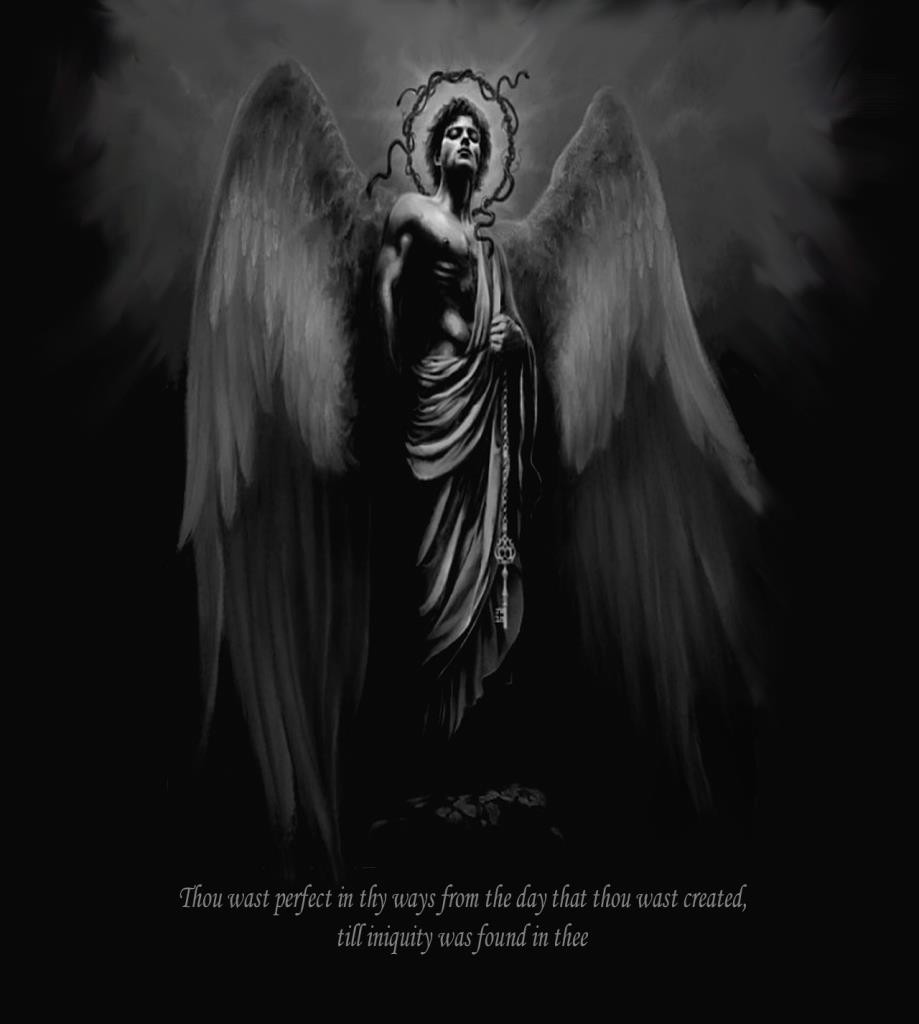 Thou wast perfect in thy ways from the day that thou wast created,
till iniquity was found in thee